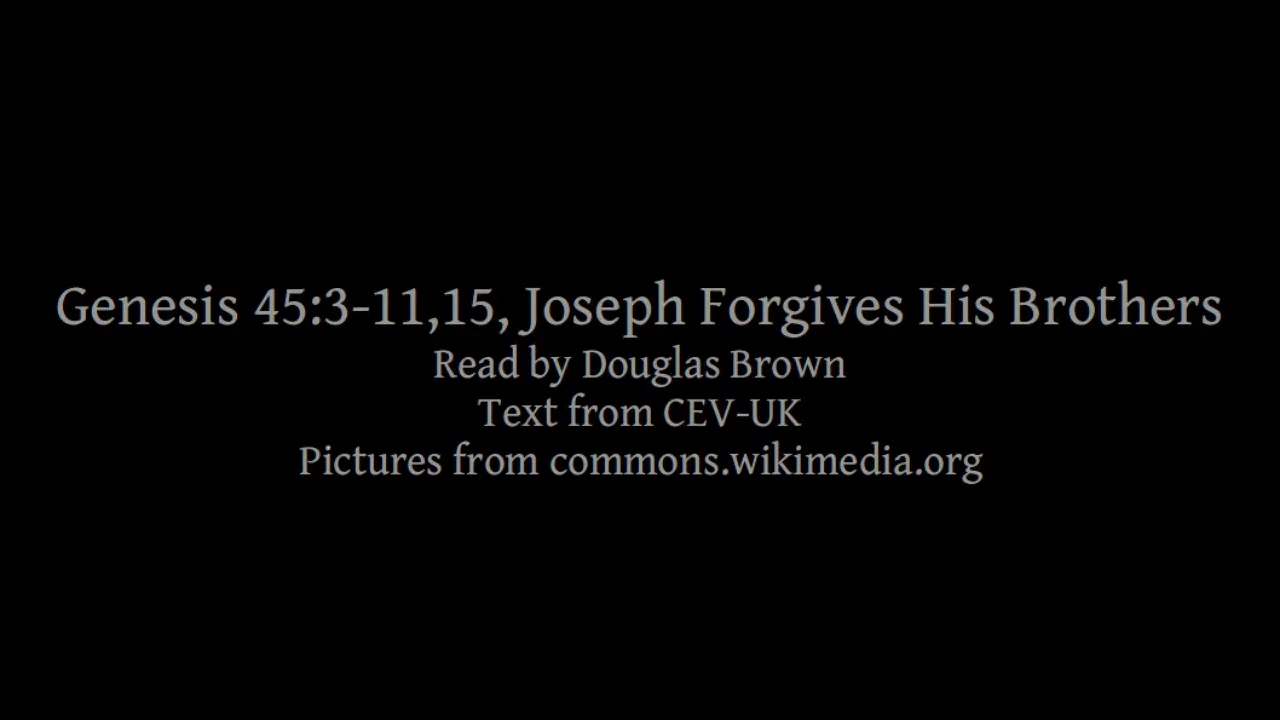 Genesis 45:3-11,15, Joseph Forgives His Brothers
Read by Douglas Brown
Text from CEV-UK
Pictures from commons.wikimedia.org